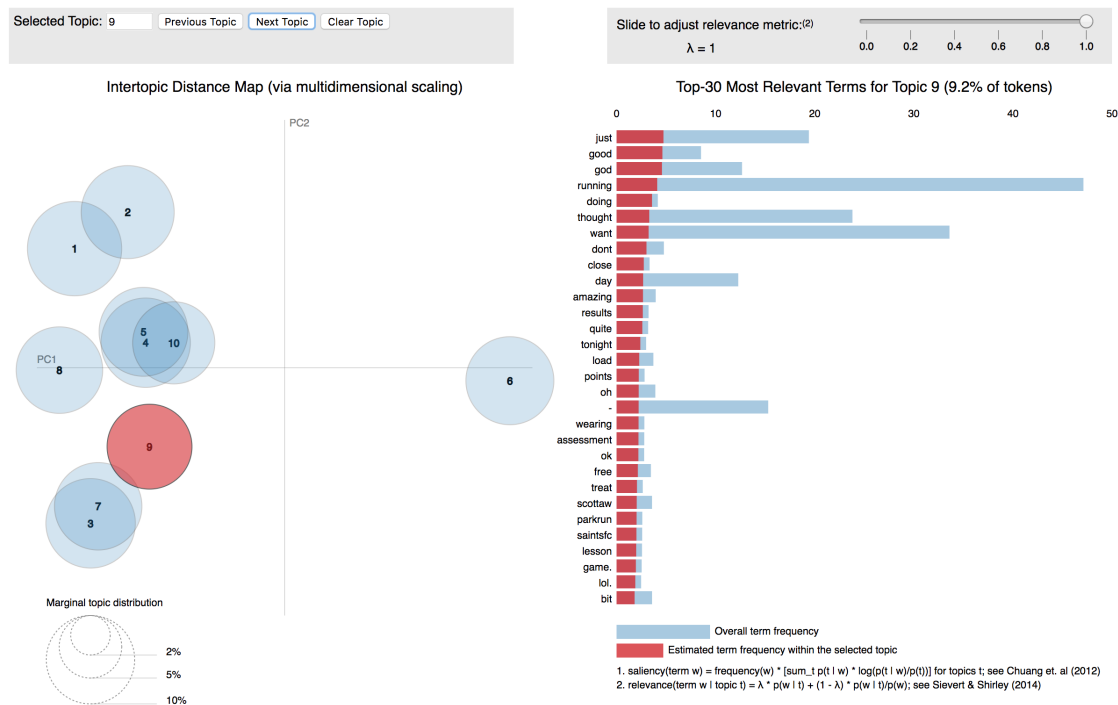 Selected Topic: 9 Previous Topic Next Topic Clear Topic
Slide to adjust relevance metric:(2)
λ = 1
0.0 0.2 0.4 0.6 0.8 1.0
Intertopic Distance Map (via multidimensional scaling)
PC2
PC1
2
1
5
4
10
8
6
9
7
3
Marginal topic distribution
2%
5%
10%
Top-30 Most Relevant Terms for Topic 9 (9.2% of tokens)
0 10 20 30 40 50
just
good
god
running
doing
thought
want
dont
close
day
amazing
results
quite
tonight
load
points
oh
-
wearing
assessment
ok
free
treat
scottaw
parkrun
saintsfc
lesson
game.
lol.
bit
Overall term frequency
Estimated term frequency within the selected topic
1. saliency(term w) = frequency(w) * [sum_t p(t | w) * log(p(t | w)/p(t))] for topics t; see Chuang et. al (2012)
2. relevance(term w | topic t) = λ * p(w | t) + (1 - λ) * p(w | t)/p(w); see Sievert & Shirley (2014)